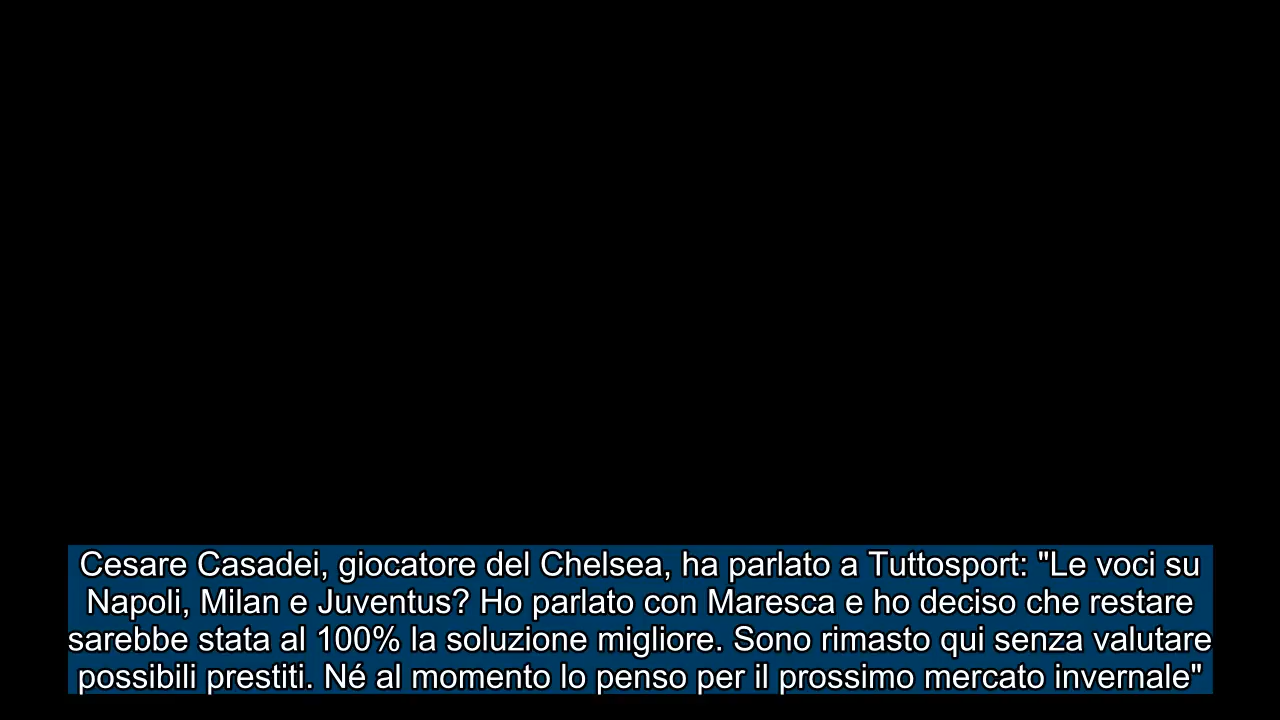 Cesare Casadei, giocatore del Chelsea, ha parlato a Tuttosport: "Le voci su
Napoli, Milan e Juventus? Ho parlato con Maresca e ho deciso che restare
sarebbe stata al 100% la soluzione migliore. Sono rimasto qui senza valutare
possibili prestiti. Né al momento lo penso per il prossimo mercato invernale"